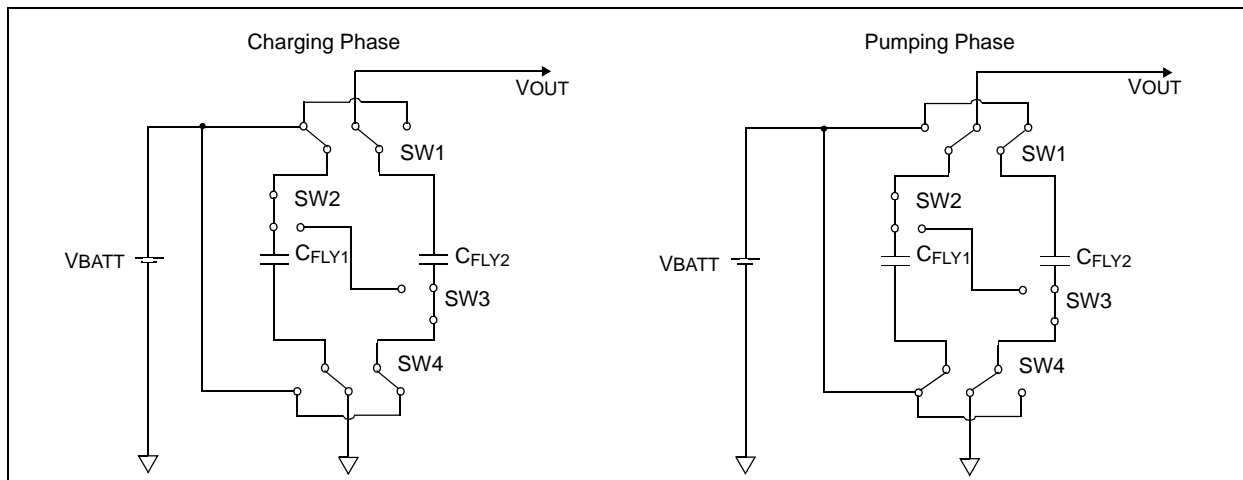 Charging Phase
VOUT
SW1
SW2
VBATT
CFLY1
CFLY2
SW3
SW4
Pumping Phase
VOUT
SW1
SW2
VBATT
CFLY1
CFLY2
SW3
SW4